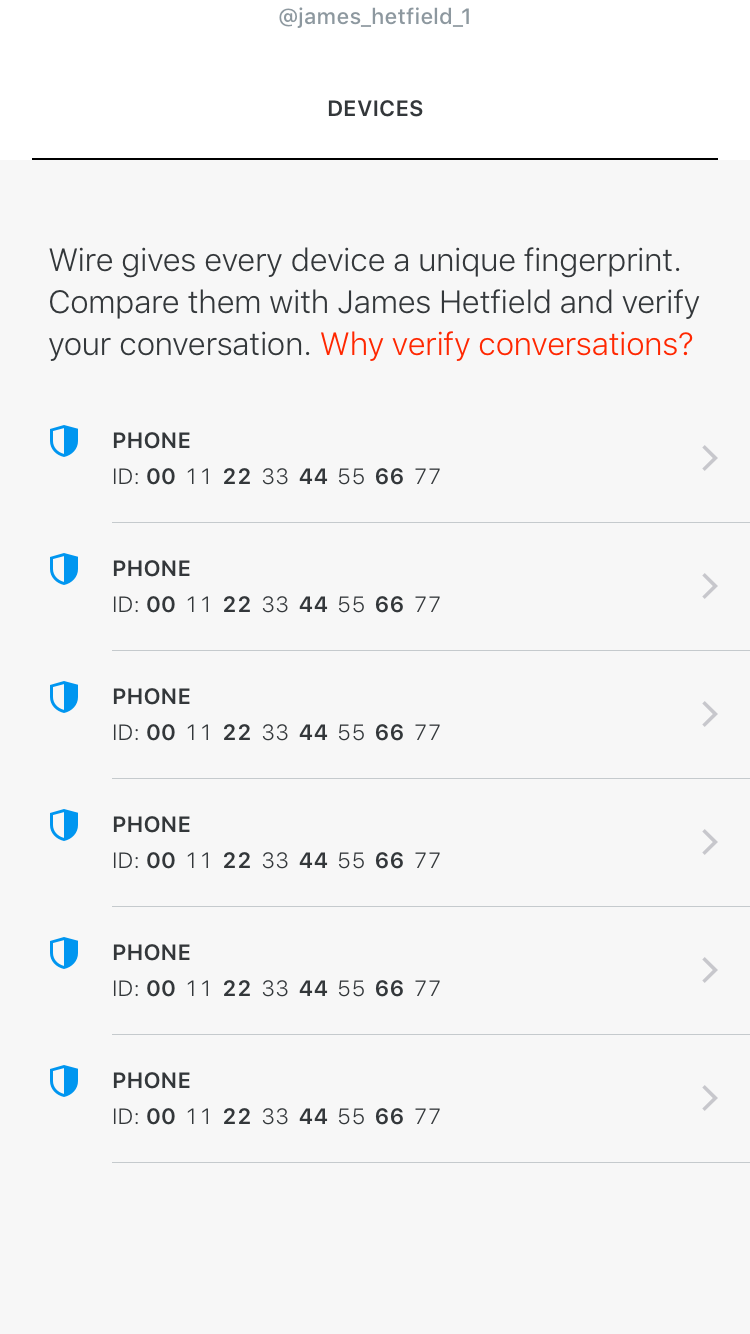 @james_hetfield_1
DEVICES
Wire gives every device a unique fingerprint.
Compare them with James Hetfield and verify
your conversation. Why verify conversations?
PHONE
ID: 00 11 22 33 44 55 66 77
PHONE
ID: 00 11 22 33 44 55 66 77
PHONE
ID: 00 11 22 33 44 55 66 77
PHONE
ID: 00 11 22 33 44 55 66 77
PHONE
ID: 00 11 22 33 44 55 66 77
PHONE
ID: 00 11 22 33 44 55 66 77